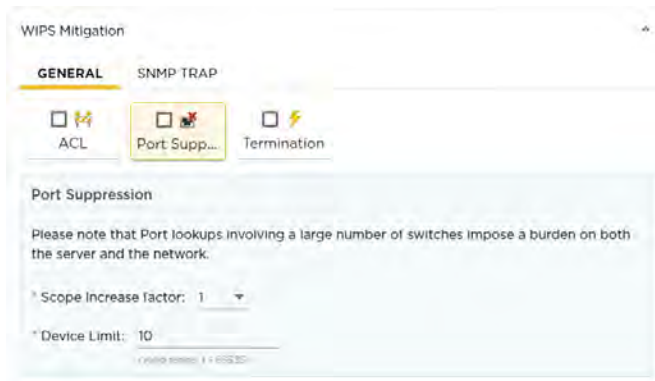 WIPS Mitigation
GENERAL SNMP TRAP
ACL Port Supp... Termination
Port Suppression
Please note that Port lookups involving a large number of switches impose a burden on both
the server and the network.
* Scope Increase factor: 1
* Device Limit: 10